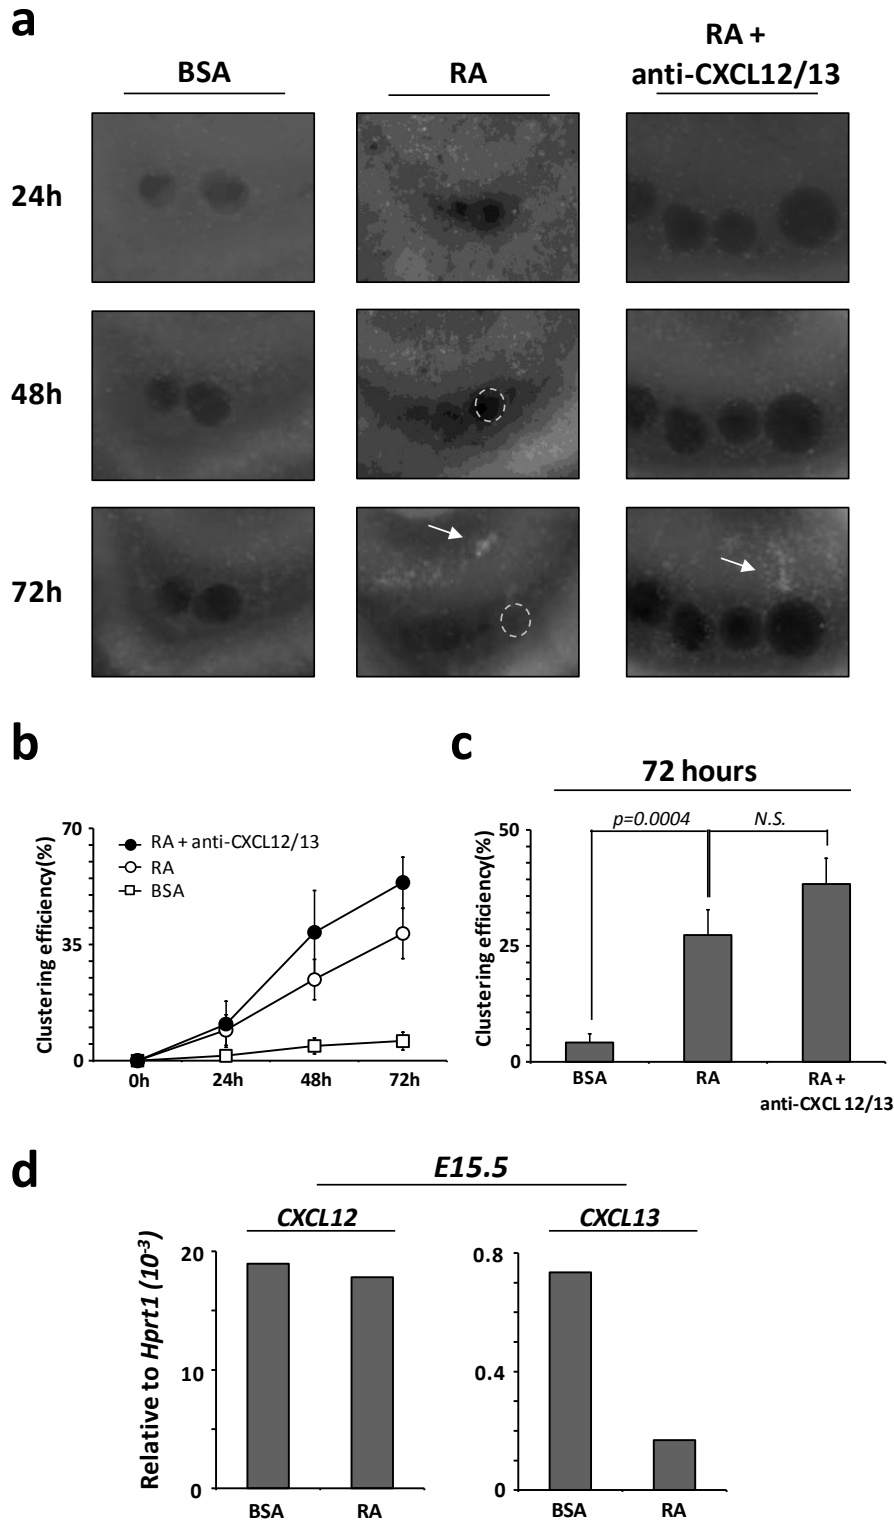 a
BSA
RA
RA +
anti-CXCL12/13
24h
48h
72h
b
Clustering efficiency(%)
70
35
0
RA + anti-CXCL12/13
RA
BSA
0h
24h
48h
72h
c
72 hours
Clustering efficiency(%)
50
25
0
p=0.0004
N.S.
BSA
RA
RA +
anti-CXCL 12/13
d
E15.5
CXCL12
CXCL13
Relative to Hprt1 (10⁻³)
20
10
0
BSA
RA
0.8
0.4
0
BSA
RA